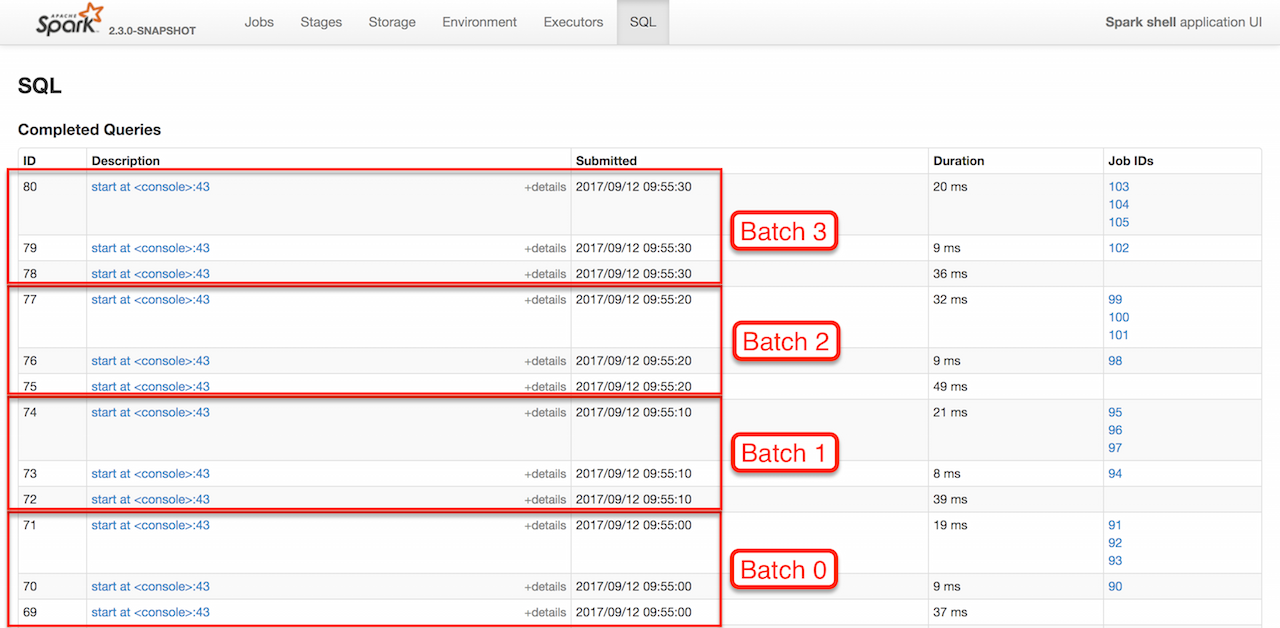 APACHE
Spark 2.3.0-SNAPSHOT Jobs Stages Storage Environment Executors SQL Spark shell application UI
SQL
Completed Queries
ID Description Submitted Duration Job IDs
80 start at <console>:43 +details 2017/09/12 09:55:30 20 ms 103
104
105
Batch 3
79 start at <console>:43 +details 2017/09/12 09:55:30 9 ms 102
78 start at <console>:43 +details 2017/09/12 09:55:30 36 ms
77 start at <console>:43 +details 2017/09/12 09:55:20 32 ms 99
100
101
Batch 2
76 start at <console>:43 +details 2017/09/12 09:55:20 9 ms 98
75 start at <console>:43 +details 2017/09/12 09:55:20 49 ms
74 start at <console>:43 +details 2017/09/12 09:55:10 21 ms 95
96
97
Batch 1
73 start at <console>:43 +details 2017/09/12 09:55:10 8 ms 94
72 start at <console>:43 +details 2017/09/12 09:55:10 39 ms
71 start at <console>:43 +details 2017/09/12 09:55:00 19 ms 91
92
93
Batch 0
70 start at <console>:43 +details 2017/09/12 09:55:00 9 ms 90
69 start at <console>:43 +details 2017/09/12 09:55:00 37 ms